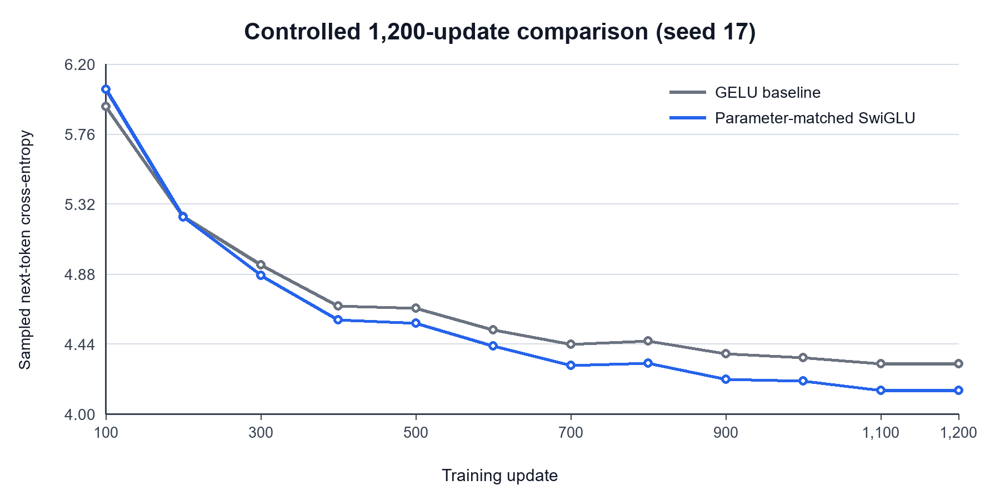 Controlled 1,200-update comparison (seed 17)
GELU baseline
Parameter-matched SwiGLU
Sampled next-token cross-entropy
6.20
5.76
5.32
4.88
4.44
4.00
100
300
500
700
900
1,100
1,200
Training update